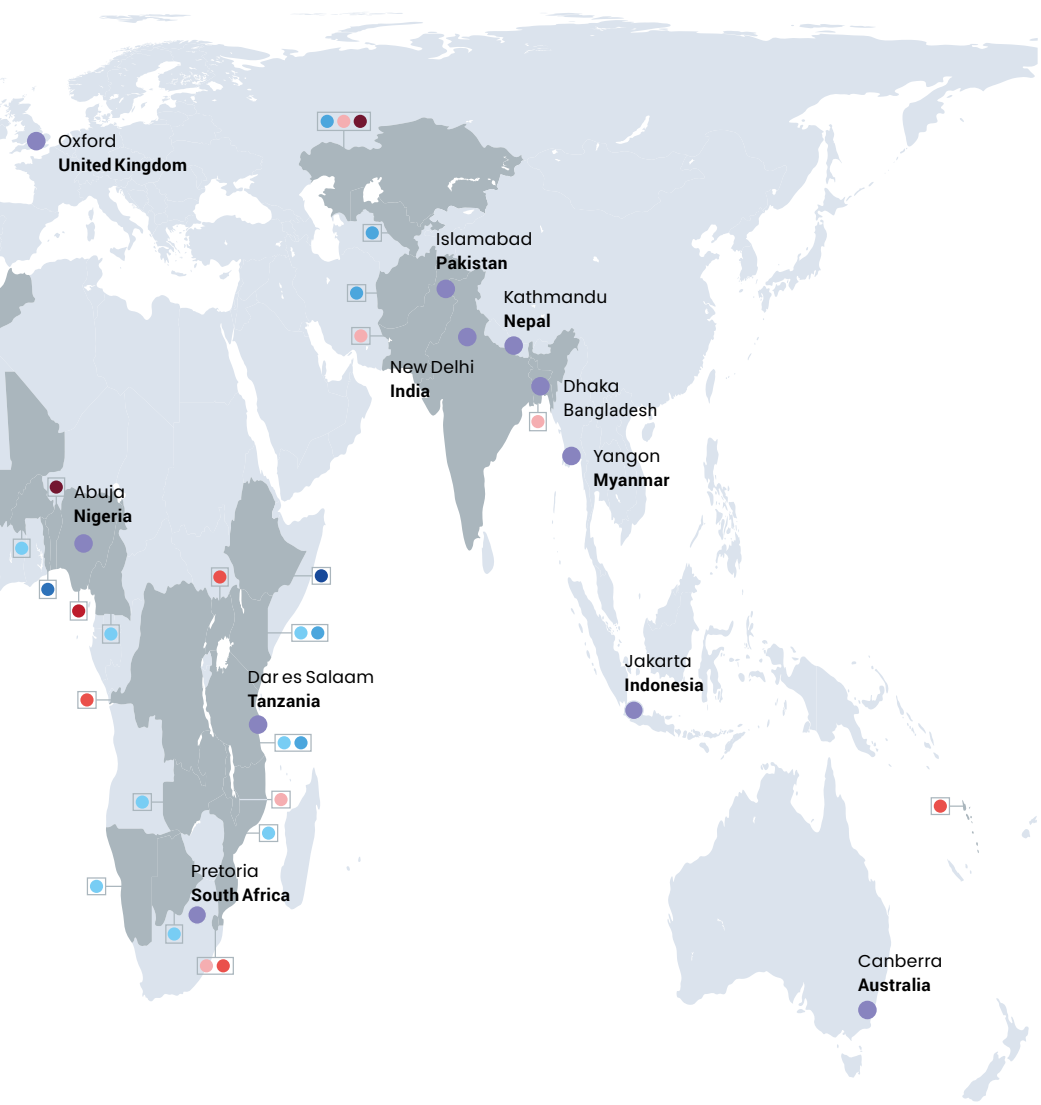 Oxford
United Kingdom
Islamabad
Pakistan
Kathmandu
Nepal
New Delhi
India
Dhaka
Bangladesh
Yangon
Myanmar
Abuja
Nigeria
Jakarta
Indonesia
Dar es Salaam
Tanzania
Pretoria
South Africa
Canberra
Australia